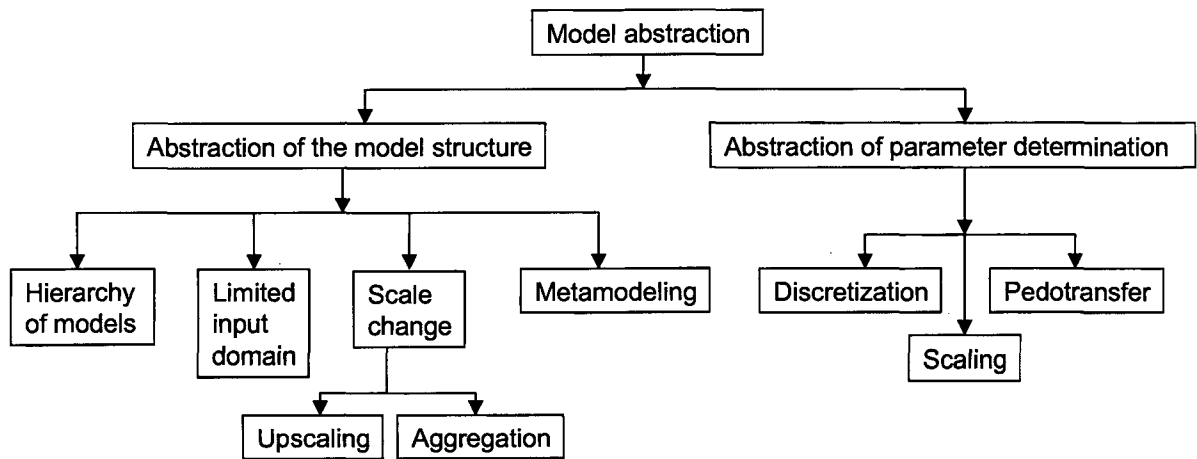 Model abstraction
Abstraction of the model structure
Abstraction of parameter determination
Hierarchy
of models
Limited
input
domain
Scale
change
Metamodeling
Discretization
Pedotransfer
Scaling
Upscaling
Aggregation